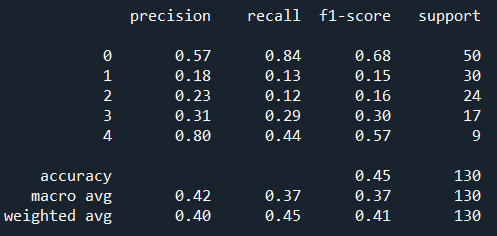 precision recall f1-score support
0 0.57 0.84 0.68 50
1 0.18 0.13 0.15 30
2 0.23 0.12 0.16 24
3 0.31 0.29 0.30 17
4 0.80 0.44 0.57 9
accuracy 0.45 130
macro avg 0.42 0.37 0.37 130
weighted avg 0.40 0.45 0.41 130